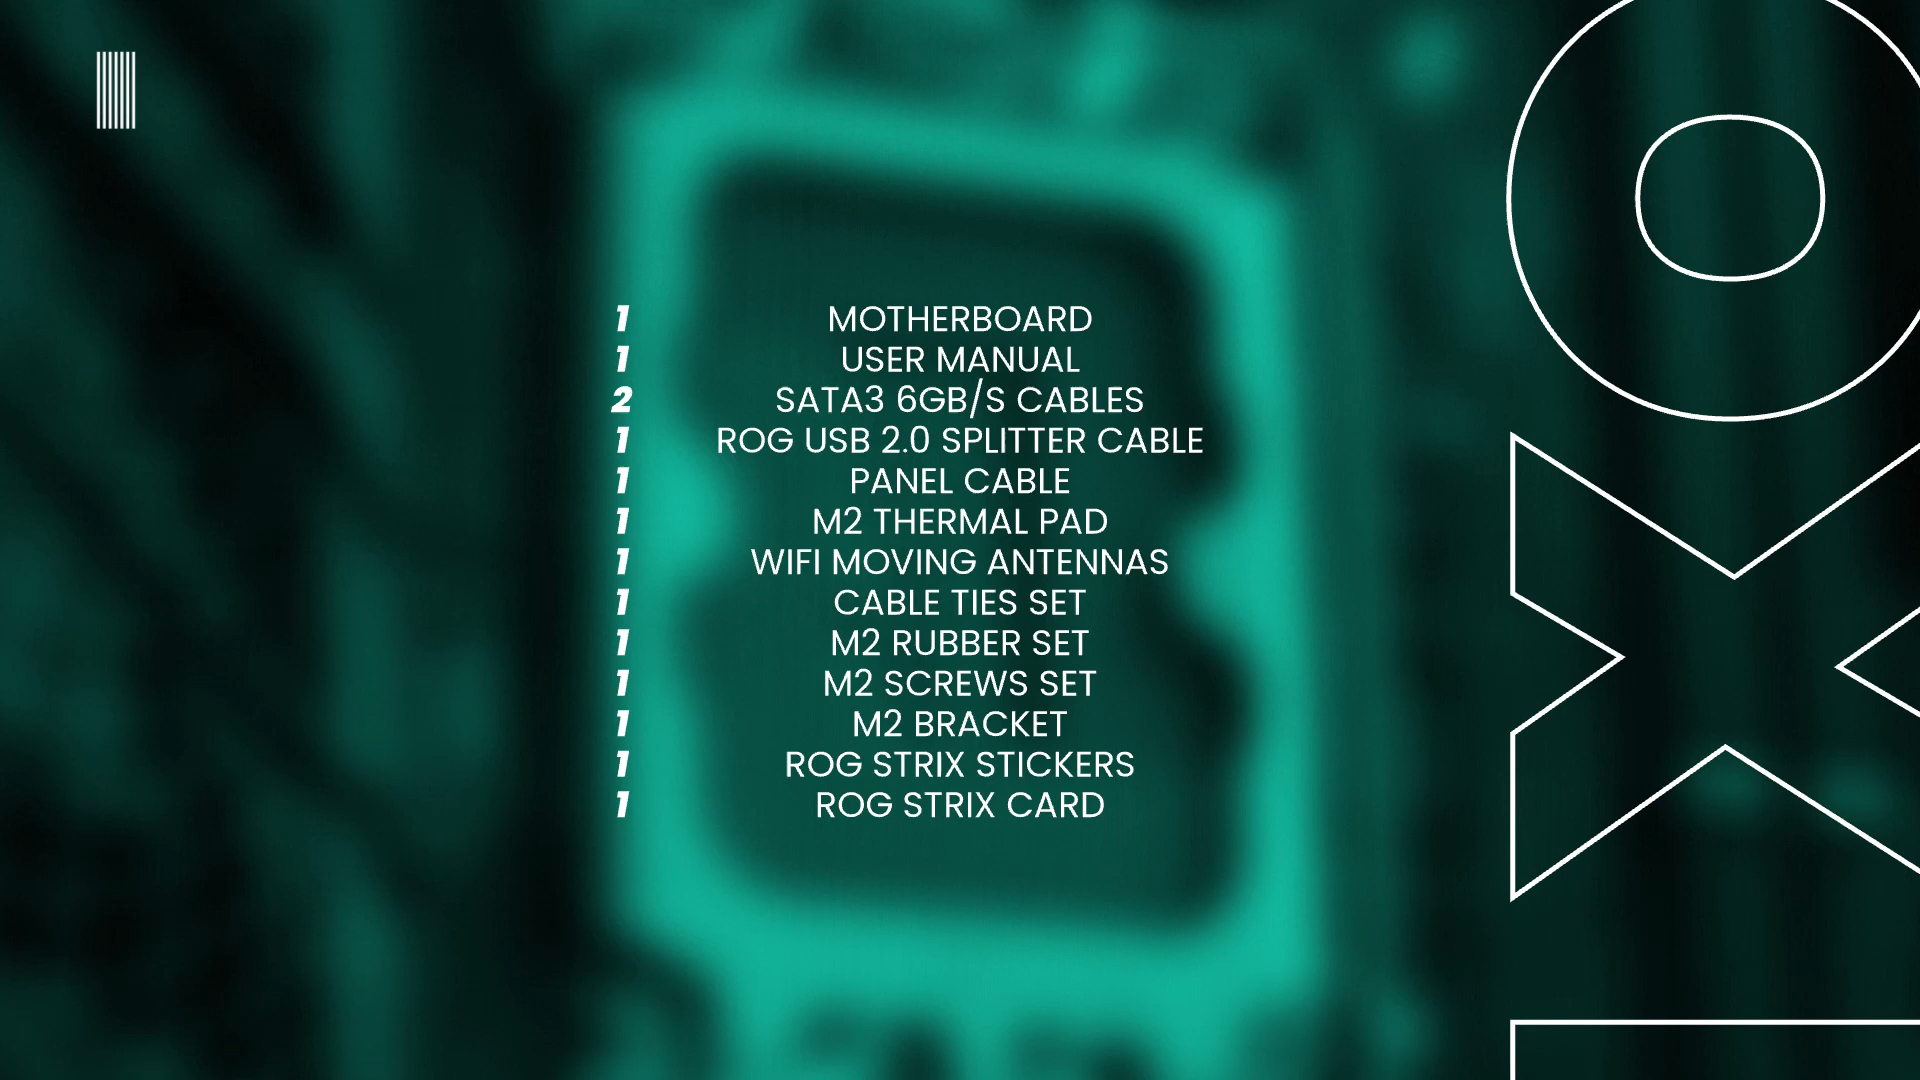 1 MOTHERBOARD
1 USER MANUAL
2 SATA3 6GB/S CABLES
1 ROG USB 2.0 SPLITTER CABLE
1 PANEL CABLE
1 M2 THERMAL PAD
1 WIFI MOVING ANTENNAS
1 CABLE TIES SET
1 M2 RUBBER SET
1 M2 SCREWS SET
1 M2 BRACKET
1 ROG STRIX STICKERS
1 ROG STRIX CARD
OX